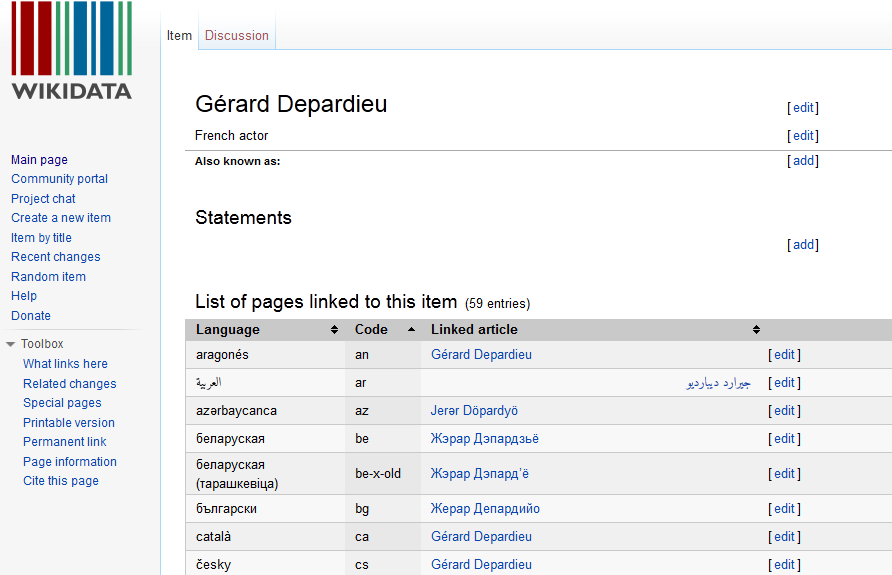 WIKIDATA
Item Discussion
Gérard Depardieu [edit]
French actor [edit]
Also known as: [add]
Main page
Community portal
Project chat
Create a new item
Item by title
Recent changes
Random item
Help
Donate
Toolbox
What links here
Related changes
Special pages
Printable version
Permanent link
Page information
Cite this page
Statements
[add]
List of pages linked to this item (59 entries)
Language Code Linked article
aragonés an Gérard Depardieu [edit]
العربية ar جيرارد ديبارديو [edit]
azərbaycanca az Jerər Döpardyö [edit]
беларуская be Жэрар Дэпардзьё [edit]
беларуская
(тарашкевіца) be-x-old Жэрар Дэпард'ё [edit]
български bg Жерар Депардийо [edit]
català ca Gérard Depardieu [edit]
česky cs Gérard Depardieu [edit]